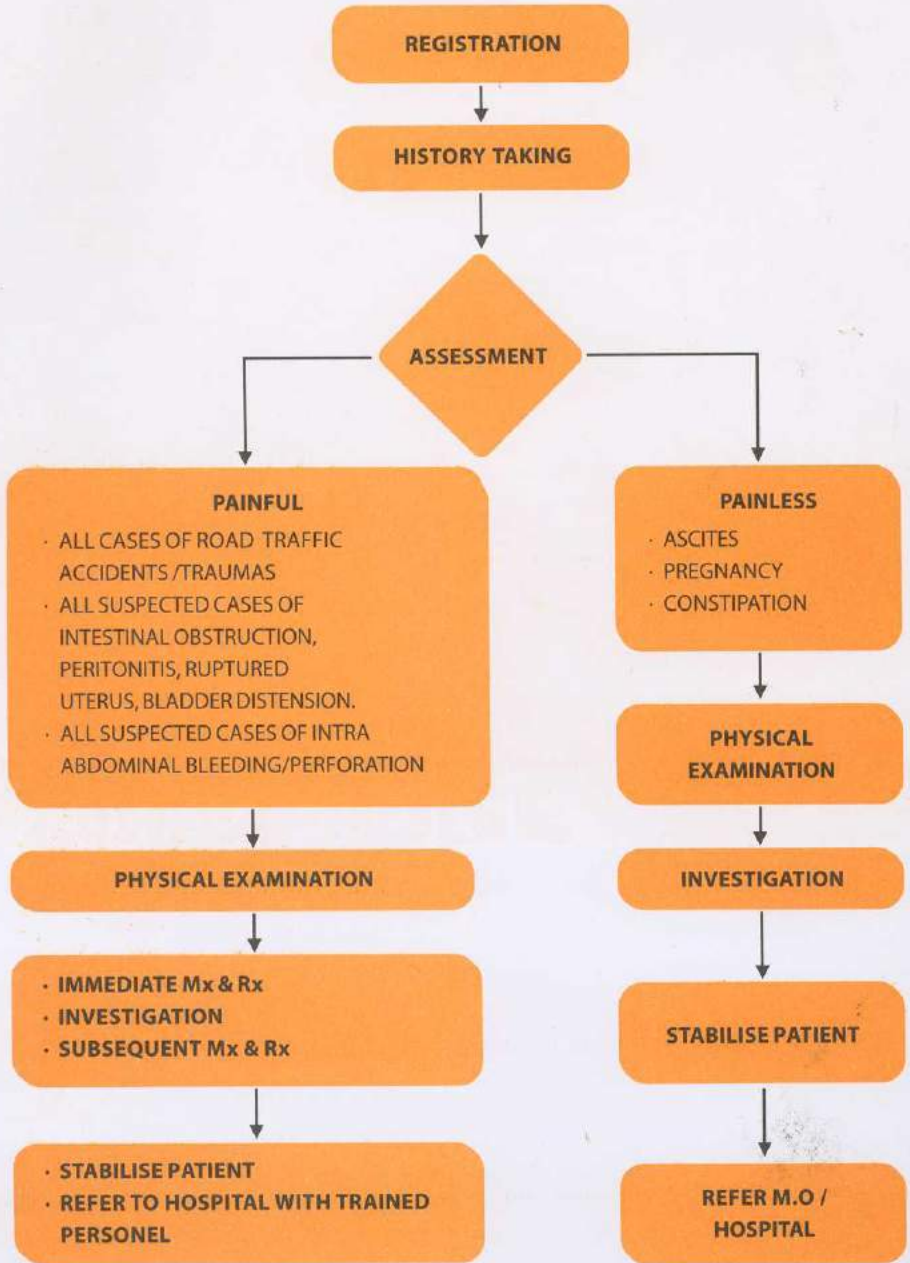 REGISTRATION
HISTORY TAKING
ASSESSMENT
PAINFUL
· ALL CASES OF ROAD TRAFFIC
ACCIDENTS /TRAUMAS
· ALL SUSPECTED CASES OF
INTESTINAL OBSTRUCTION,
PERITONITIS, RUPTURED
UTERUS, BLADDER DISTENSION.
· ALL SUSPECTED CASES OF INTRA
ABDOMINAL BLEEDING/PERFORATION
PHYSICAL EXAMINATION
· IMMEDIATE Mx & Rx
· INVESTIGATION
· SUBSEQUENT Mx & Rx
· STABILISE PATIENT
· REFER TO HOSPITAL WITH TRAINED
PERSONEL
PAINLESS
· ASCITES
· PREGNANCY
· CONSTIPATION
PHYSICAL
EXAMINATION
INVESTIGATION
STABILISE PATIENT
REFER M.O /
HOSPITAL